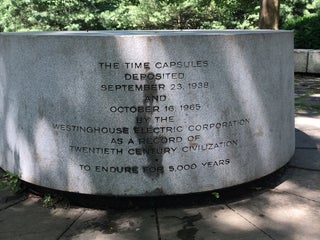 THE TIME CAPSULES
DEPOSITED
SEPTEMBER 23, 1938
AND
OCTOBER 16, 1965
BY THE
WESTINGHOUSE ELECTRIC CORPORATION
AS A RECORD OF
TWENTIETH CENTURY CIVILIZATION
TO ENDURE FOR 5,000 YEARS